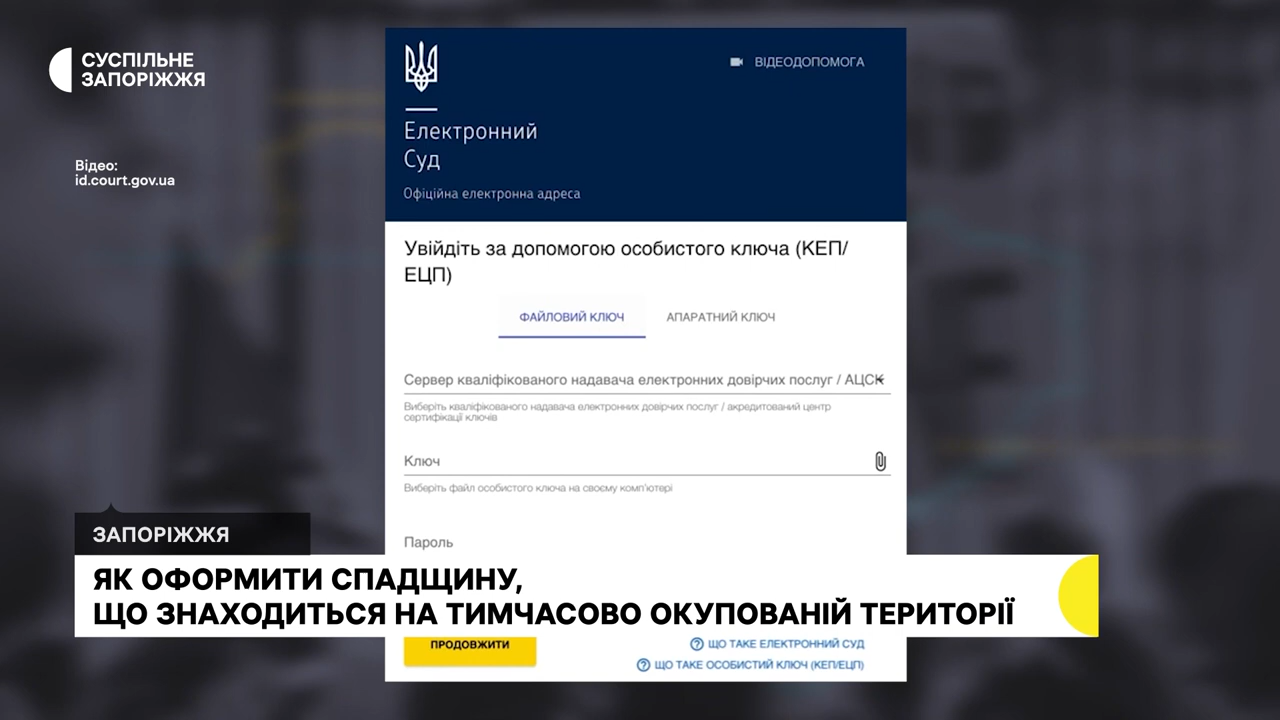 СУСПІЛЬНЕ
ЗАПОРІЖЖЯ
Відео:
id.court.gov.ua
ВІДЕОДОПОМОГА
Електронний
Суд
Офіційна електронна адреса
Увійдіть за допомогою особистого ключа (КЕП/
ЕЦП)
ФАЙЛОВИЙ КЛЮЧ
АПАРАТНИЙ КЛЮЧ
Сервер кваліфікованого надавача електронних довірчих послуг / АЦСК
Виберіть кваліфікованого надавача електронних довірчих послуг / акредитований центр
сертифікації ключів
Ключ
Виберіть файл особистого ключа на своєму комп'ютері
Пароль
ЗАПОРІЖЖЯ
ЯК ОФОРМИТИ СПАДЩИНУ,
ЩО ЗНАХОДИТЬСЯ НА ТИМЧАСОВО ОКУПОВАНІЙ ТЕРИТОРІЇ
ПРОДОВЖИТИ
ЩО ТАКЕ ЕЛЕКТРОННИЙ СУД
ЩО ТАКЕ ОСОБИСТИЙ КЛЮЧ (КЕП/ЕЦП)